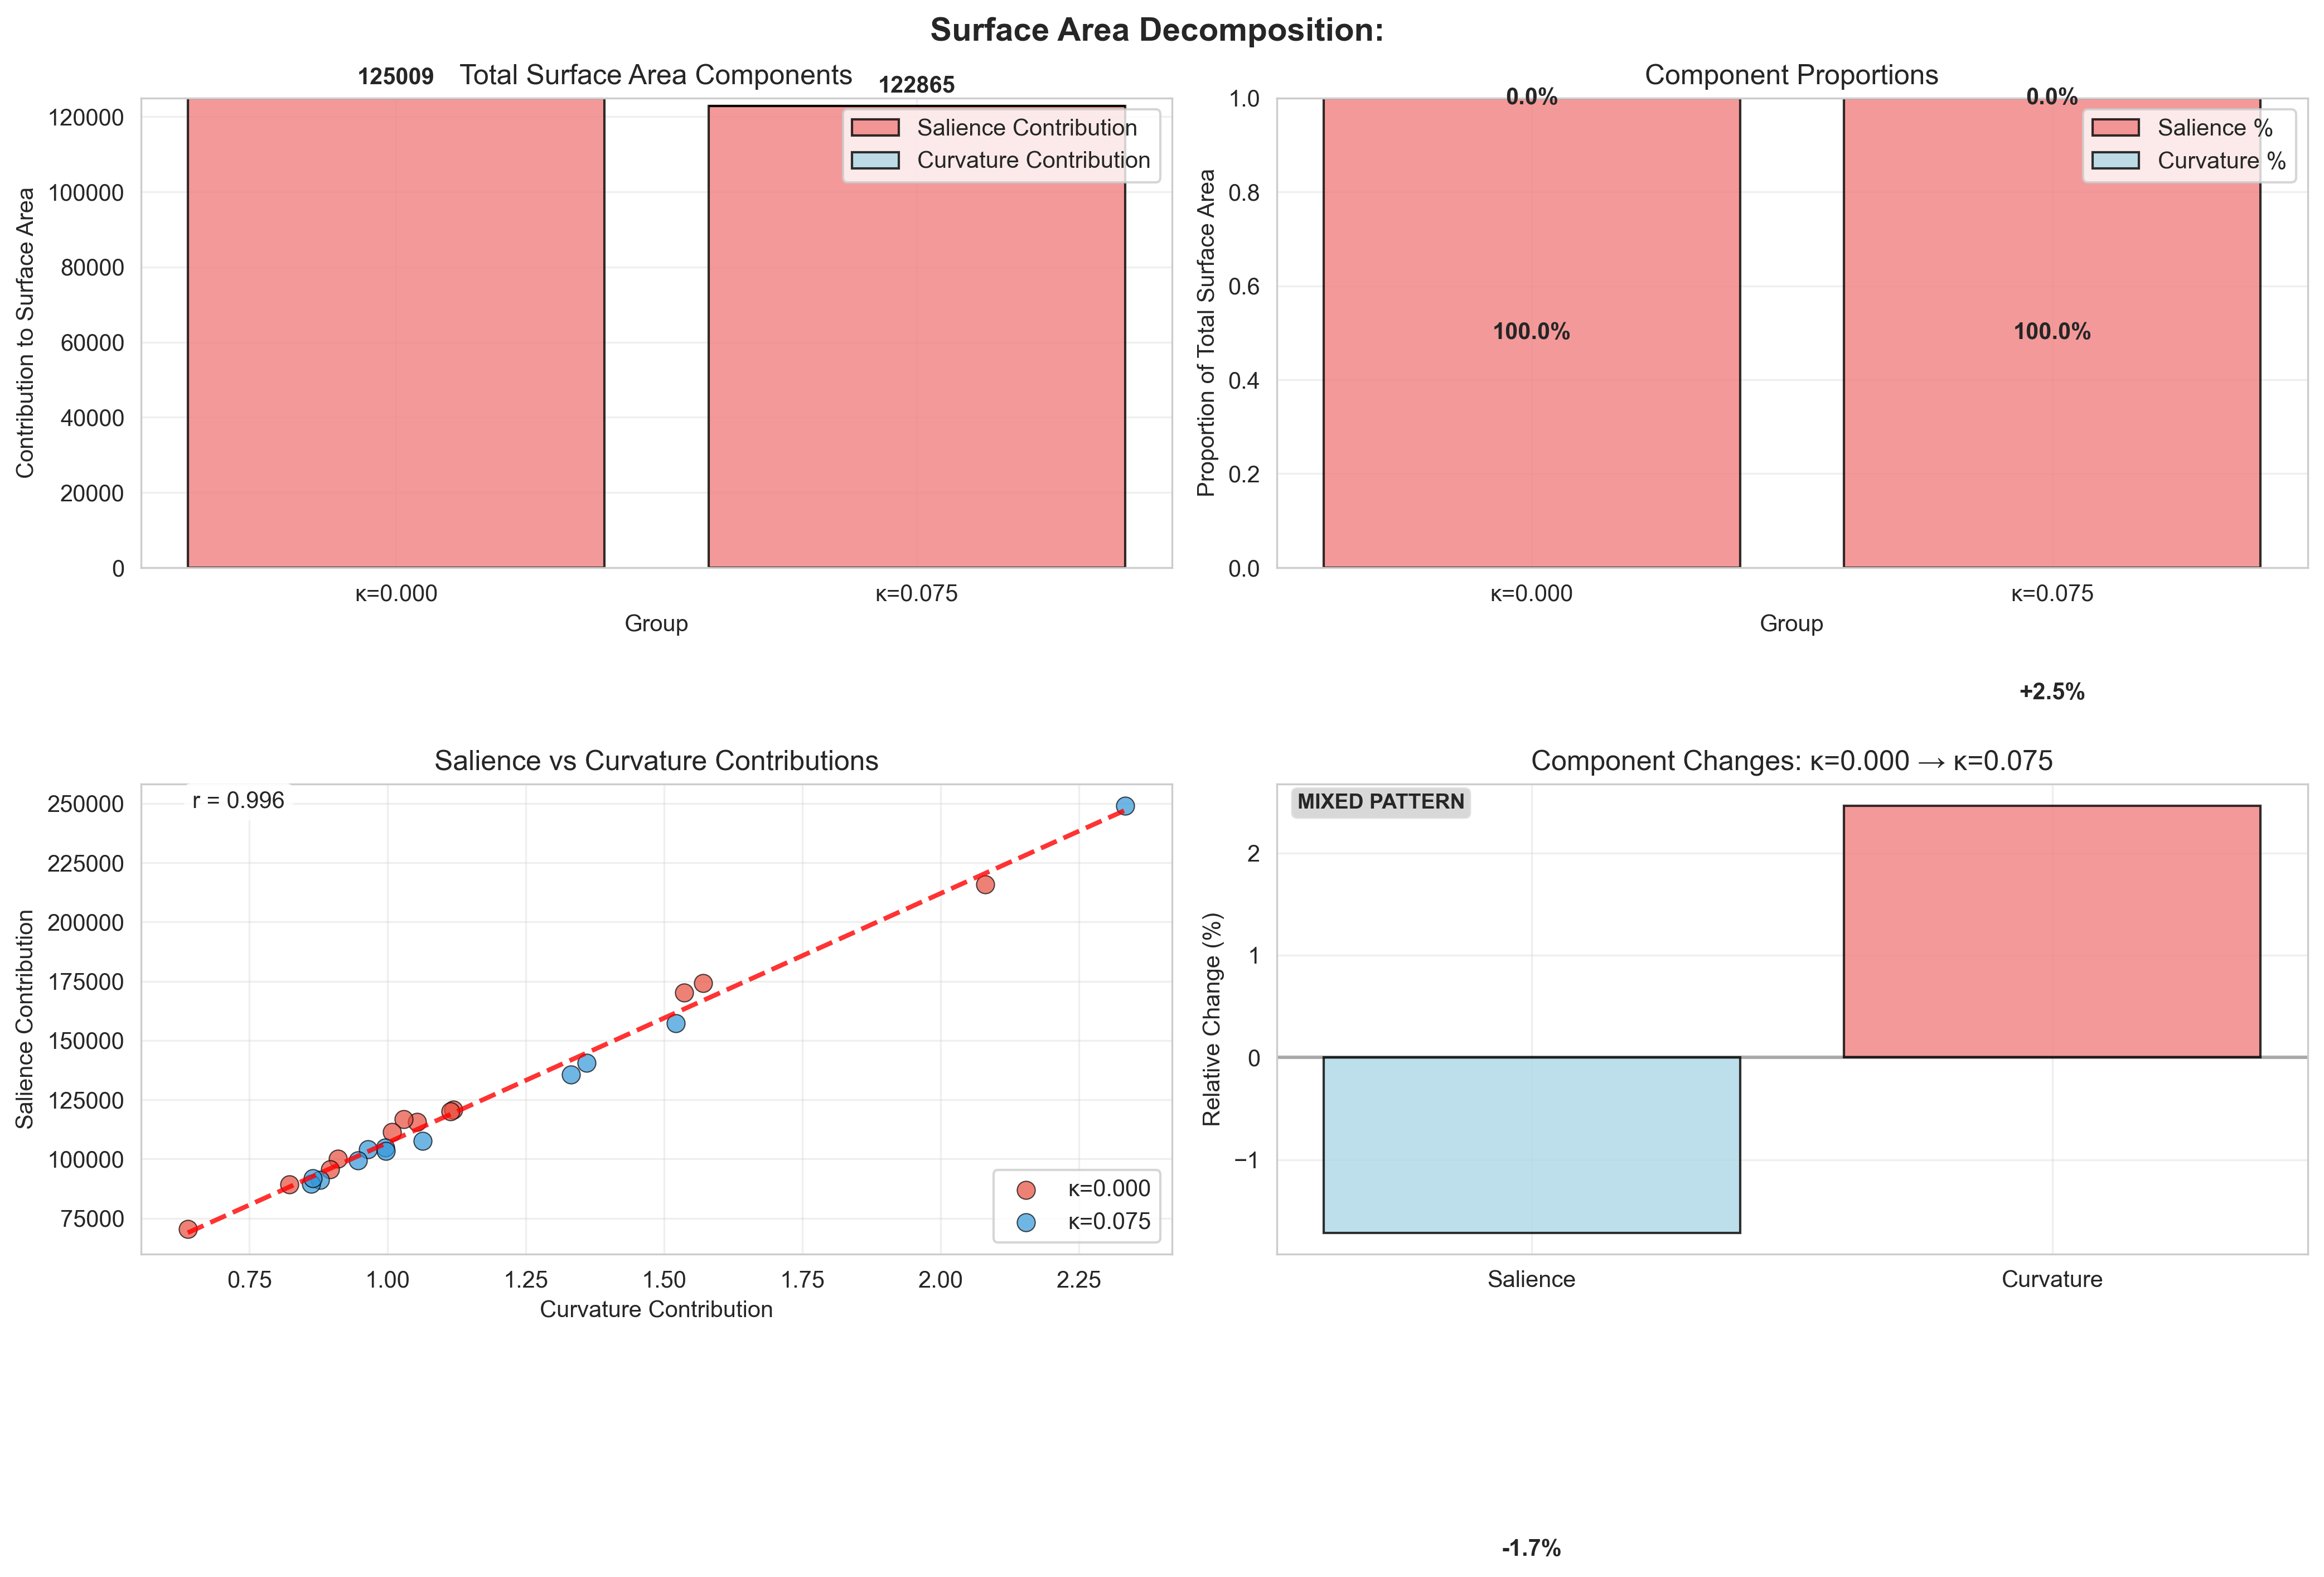 Surface Area Decomposition:
Total Surface Area Components
125009
122865
Salience Contribution
Curvature Contribution
Contribution to Surface Area
120000
100000
80000
60000
40000
20000
0
κ=0.000
κ=0.075
Group
Component Proportions
0.0%
0.0%
Salience %
Curvature %
100.0%
100.0%
Proportion of Total Surface Area
1.0
0.8
0.6
0.4
0.2
0.0
κ=0.000
κ=0.075
Group
Salience vs Curvature Contributions
r = 0.996
Salience Contribution
250000
225000
200000
175000
150000
125000
100000
75000
κ=0.000
κ=0.075
0.75
1.00
1.25
1.50
1.75
2.00
2.25
Curvature Contribution
+2.5%
Component Changes: κ=0.000 → κ=0.075
MIXED PATTERN
Relative Change (%)
2
1
0
−1
Salience
Curvature
-1.7%